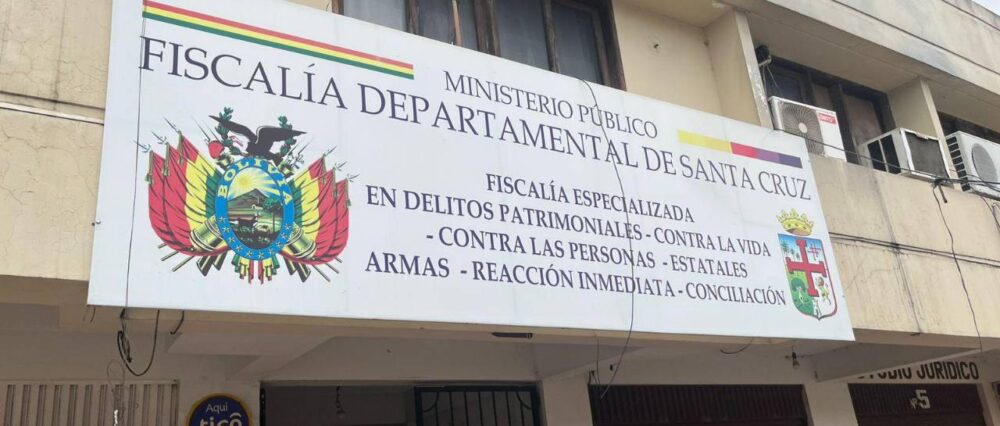 MINISTERIO PÚBLICO
FISCALÍA DEPARTAMENTAL DE SANTA CRUZ
FISCALÍA ESPECIALIZADA
EN DELITOS PATRIMONIALES - CONTRA LA VIDA
- CONTRA LAS PERSONAS - ESTATALES
ARMAS - REACCIÓN INMEDIATA - CONCILIACIÓN
BOLIVIA
JURIDICO
5
Aquí
tigo